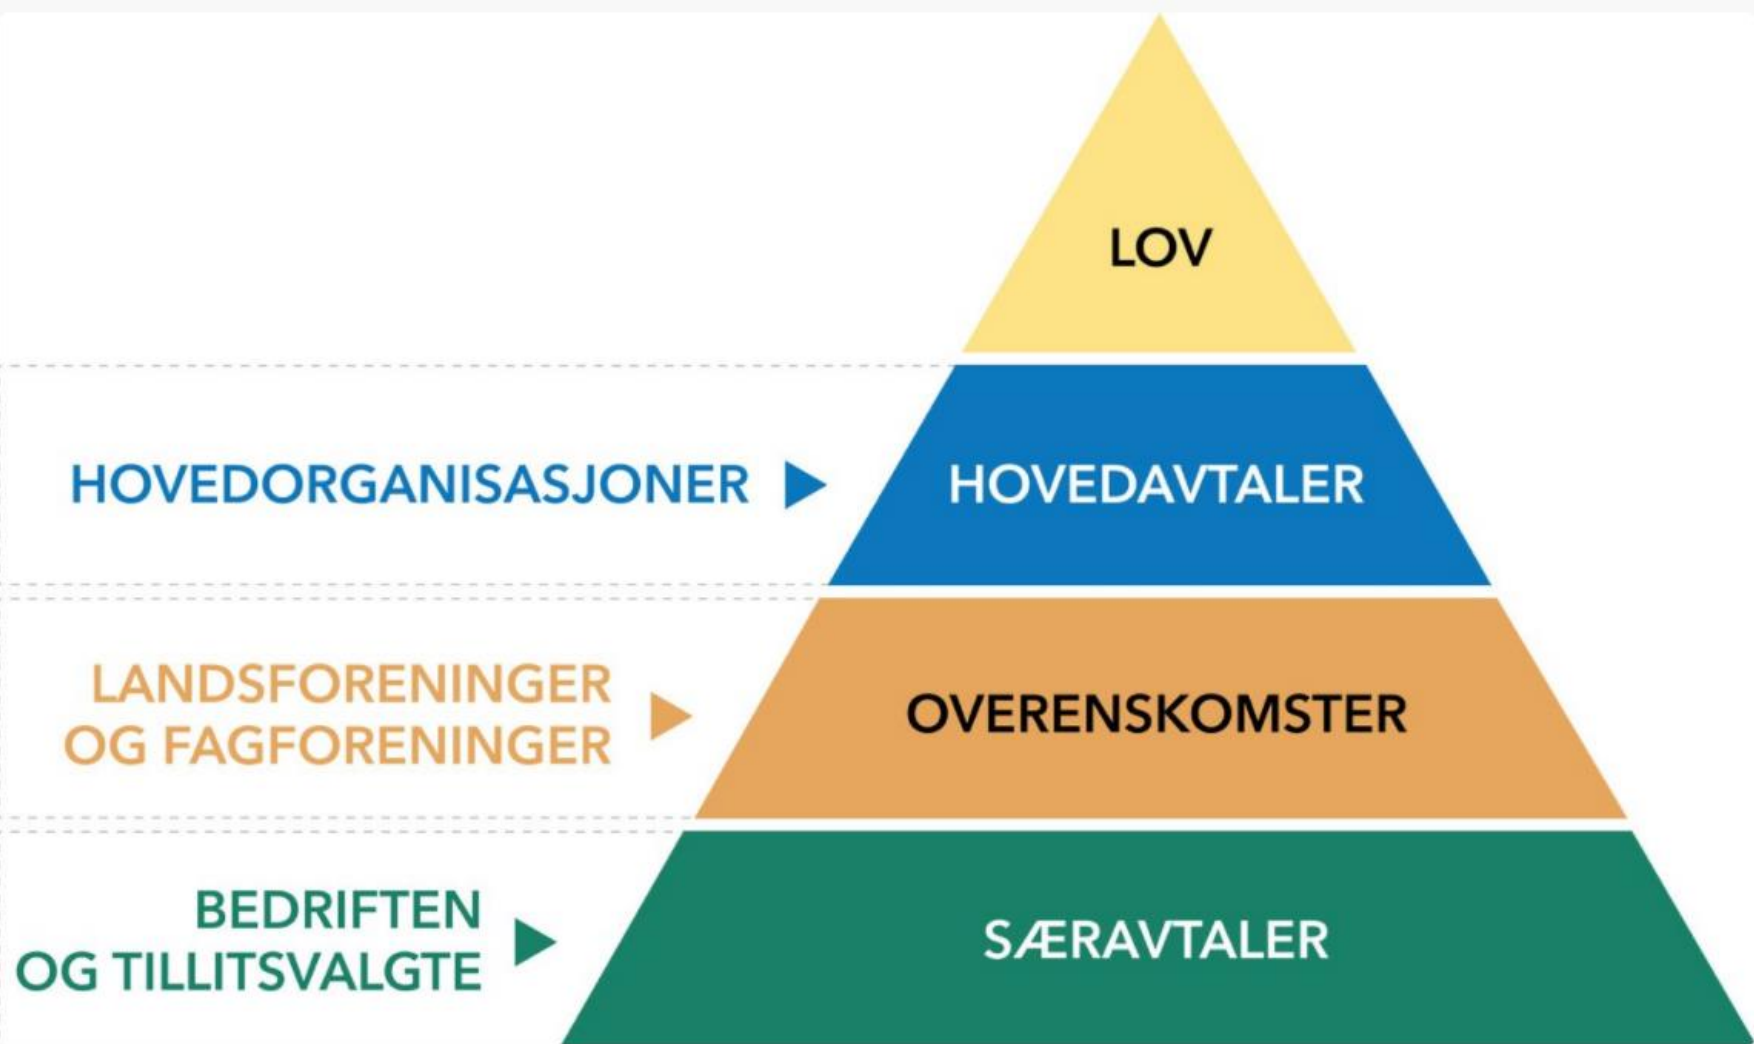 LOV
HOVEDORGANISASJONER
HOVEDAVTALER
LANDSFORENINGER
OG FAGFORENINGER
OVERENSKOMSTER
BEDRIFTEN
OG TILLITSVALGTE
SÆRAVTALER